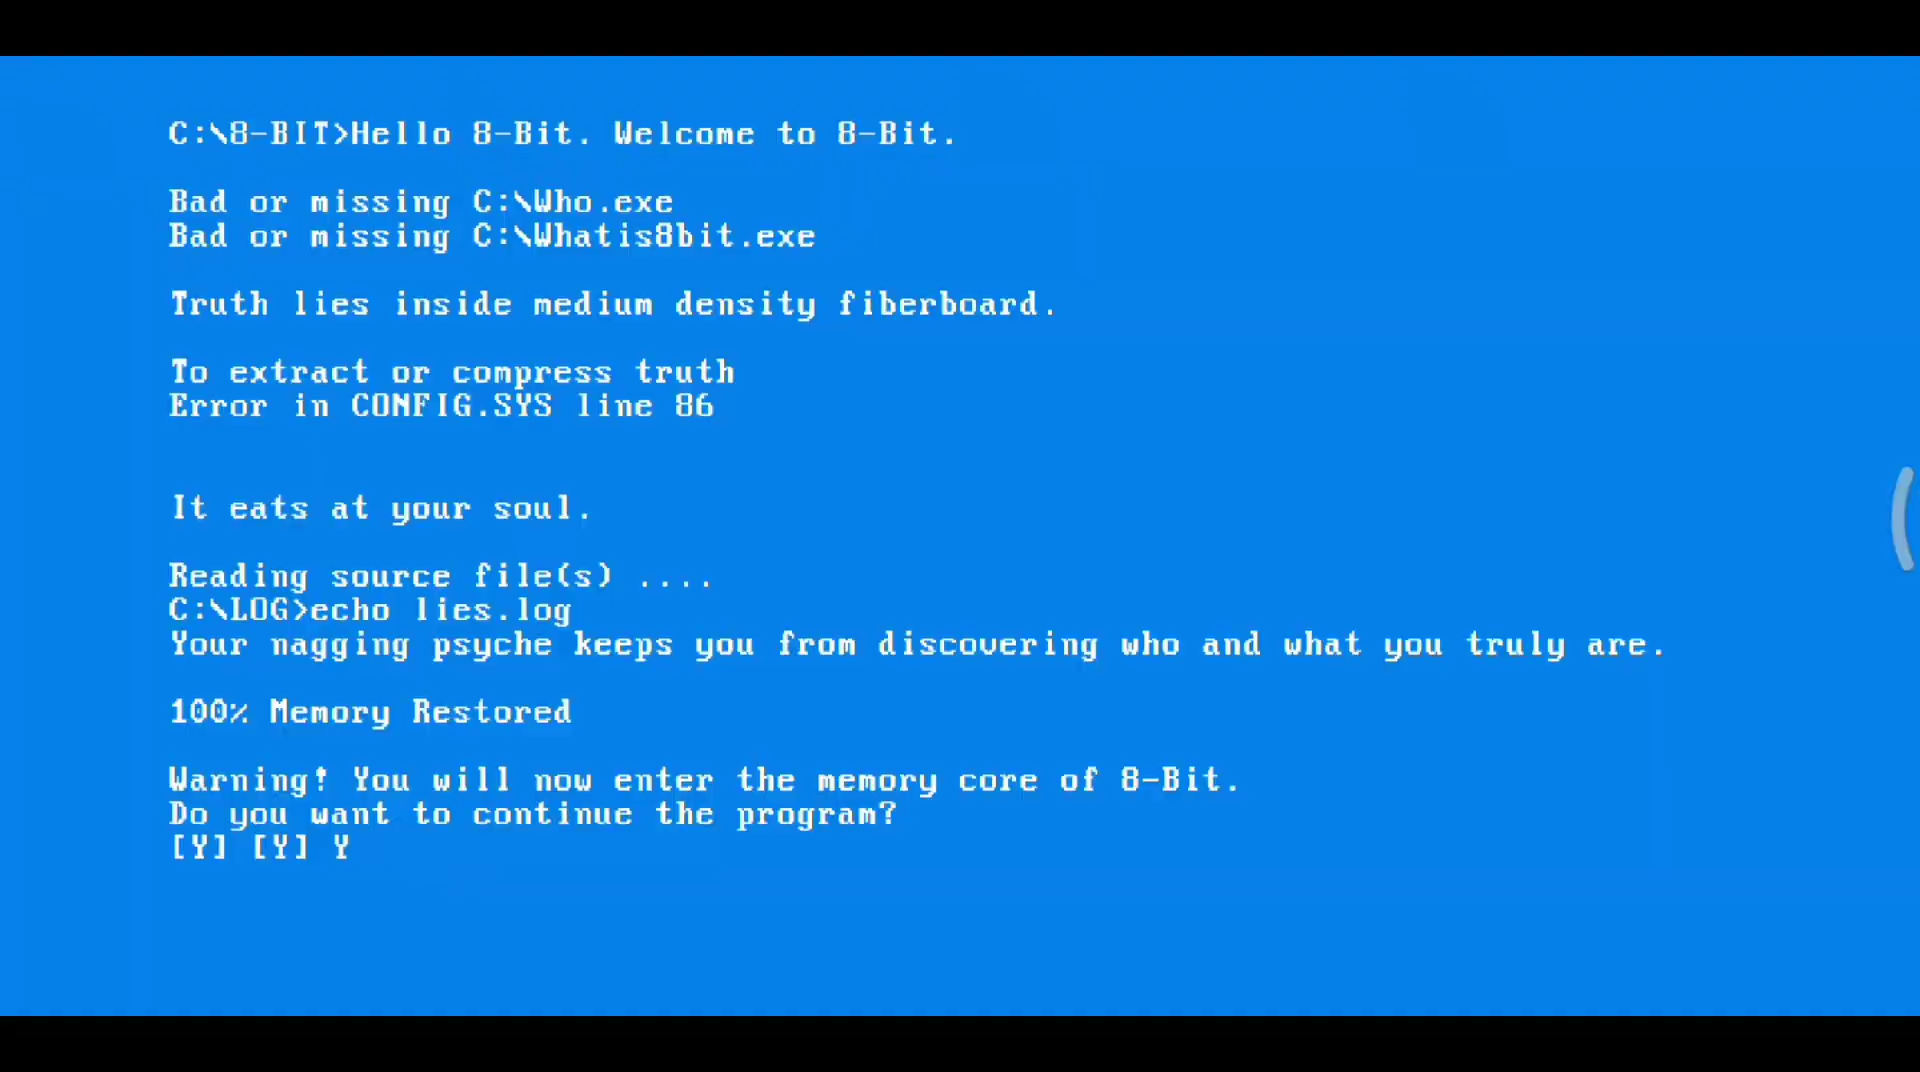 C:\8-BIT>Hello 8-Bit. Welcome to 8-Bit.
Bad or missing C:\Who.exe
Bad or missing C:\Whatis8bit.exe
Truth lies inside medium density fiberboard.
To extract or compress truth
Error in CONFIG.SYS line 86
It eats at your soul.
Reading source file(s) ....
C:\LOG>echo lies.log
Your nagging psyche keeps you from discovering who and what you truly are.
100% Memory Restored
Warning! You will now enter the memory core of 8-Bit.
Do you want to continue the program?
[Y] [Y] Y